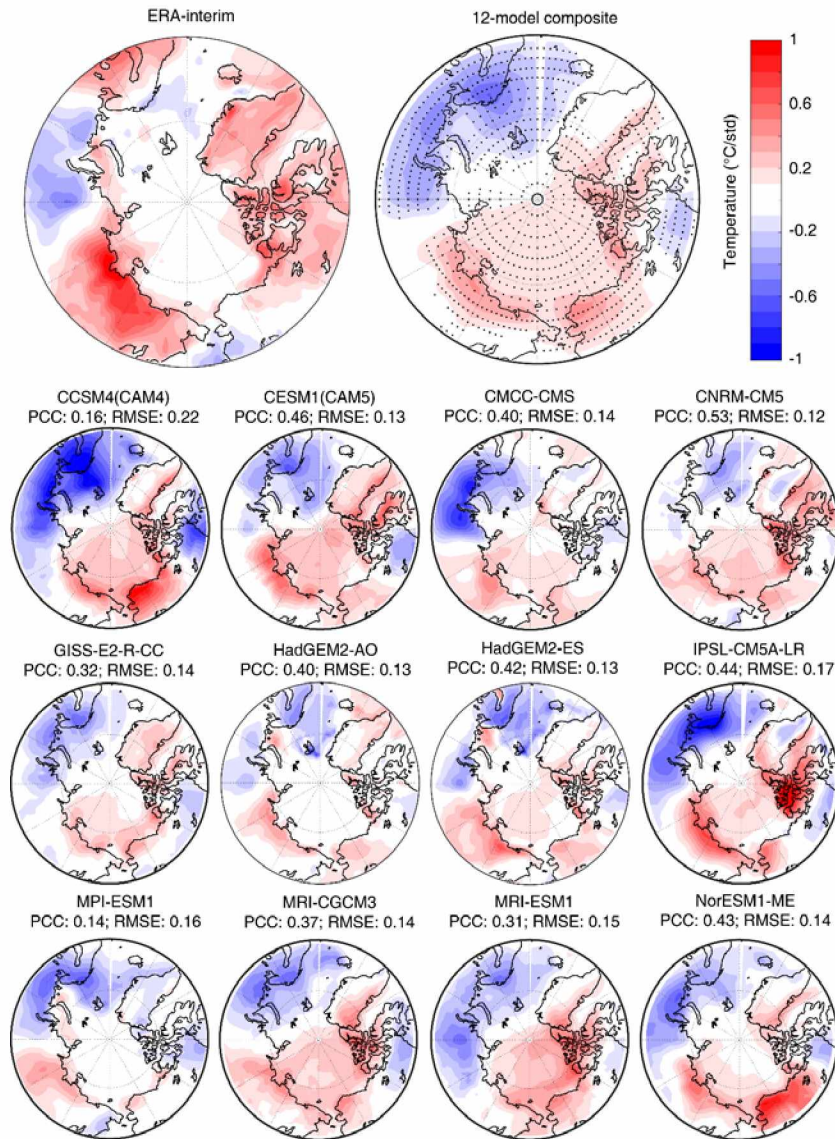 ERA-interim
12-model composite
1
0.6
0.2
-0.2
-0.6
-1
Temperature (°C/std)
CCSM4(CAM4)
PCC: 0.16; RMSE: 0.22
CESM1(CAM5)
PCC: 0.46; RMSE: 0.13
CMCC-CMS
PCC: 0.40; RMSE: 0.14
CNRM-CM5
PCC: 0.53; RMSE: 0.12
GISS-E2-R-CC
PCC: 0.32; RMSE: 0.14
HadGEM2-AO
PCC: 0.40; RMSE: 0.13
HadGEM2-ES
PCC: 0.42; RMSE: 0.13
IPSL-CM5A-LR
PCC: 0.44; RMSE: 0.17
MPI-ESM1
PCC: 0.14; RMSE: 0.16
MRI-CGCM3
PCC: 0.37; RMSE: 0.14
MRI-ESM1
PCC: 0.31; RMSE: 0.15
NorESM1-ME
PCC: 0.43; RMSE: 0.14